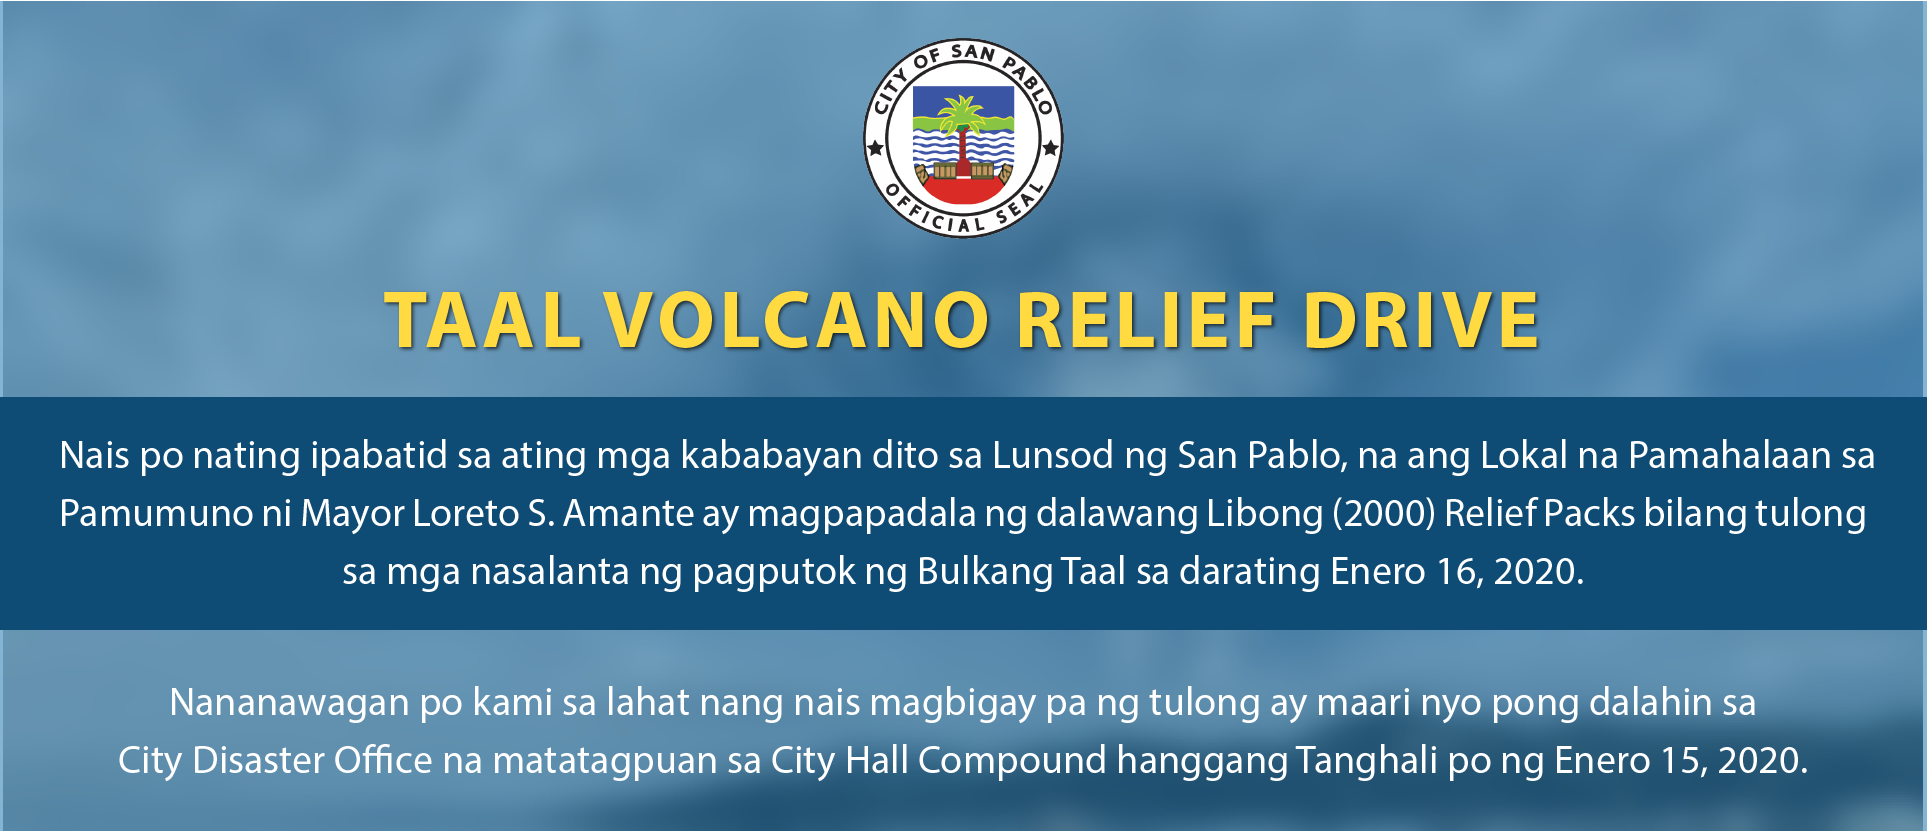 CITY OF SAN PABLO
OFFICIAL SEAL
TAAL VOLCANO RELIEF DRIVE
Nais po nating ipabatid sa ating mga kababayan dito sa Lunsod ng San Pablo, na ang Lokal na Pamahalaan sa
Pamumuno ni Mayor Loreto S. Amante ay magpapadala ng dalawang Libong (2000) Relief Packs bilang tulong
sa mga nasalanta ng pagputok ng Bulkang Taal sa darating Enero 16, 2020.
Nananawagan po kami sa lahat nang nais magbigay pa ng tulong ay maari nyo pong dalahin sa
City Disaster Office na matatagpuan sa City Hall Compound hanggang Tanghali po ng Enero 15, 2020.